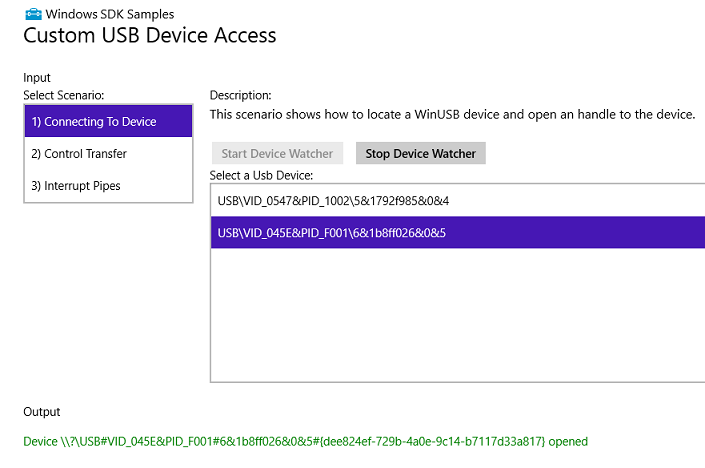 Windows SDK Samples
Custom USB Device Access
Input
Select Scenario:
1) Connecting To Device
2) Control Transfer
3) Interrupt Pipes
Description:
This scenario shows how to locate a WinUSB device and open an handle to the device.
Start Device Watcher
Stop Device Watcher
Select a Usb Device:
USB\VID_0547&PID_1002\5&1792f985&0&4
USB\VID_045E&PID_F001\6&1b8ff026&0&5
Output
Device \\?\USB#VID_045E&PID_F001#6&1b8ff026&0&5#{dee824ef-729b-4a0e-9c14-b7117d33a817} opened